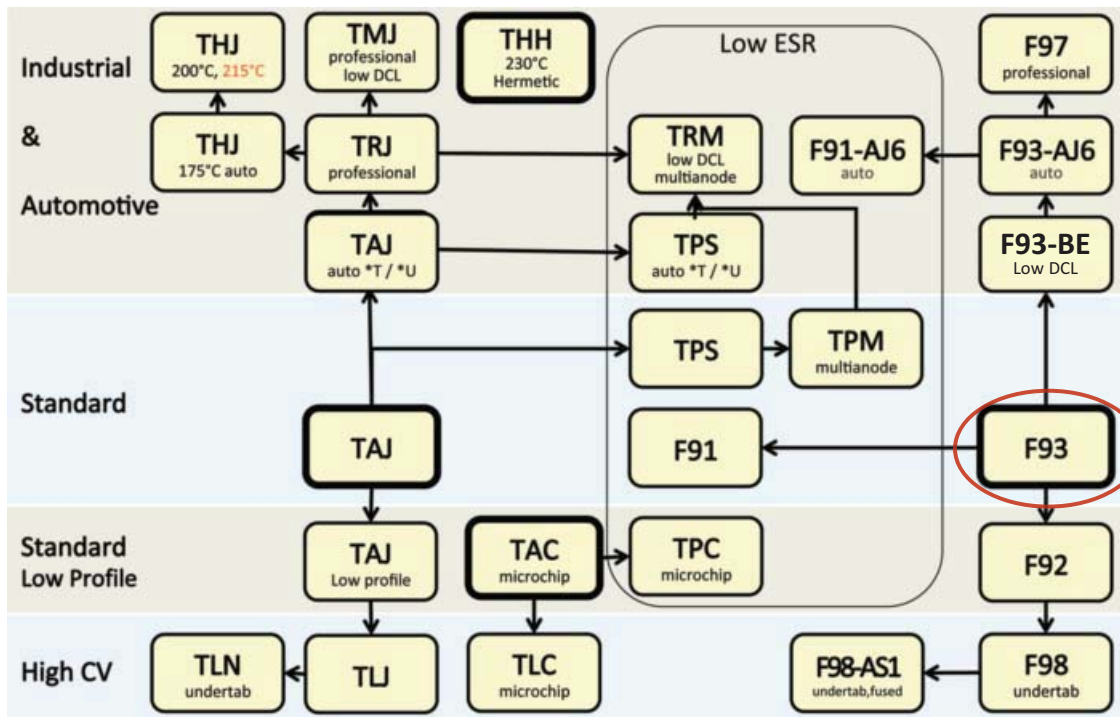 Industrial
&
Automotive
THJ
200°C, 215°C
TMJ
professional
low DCL
THH
230°C
Hermetic
Low ESR
F97
professional
THJ
175°C auto
TRJ
professional
TRM
low DCL
multianode
F91-AJ6
auto
F93-AJ6
auto
TAJ
auto *T / *U
TPS
auto *T / *U
F93-BE
Low DCL
Standard
TPS
TPM
multianode
TAJ
F91
F93
Standard
Low Profile
TAJ
Low profile
TAC
microchip
TPC
microchip
F92
High CV
TLN
undertab
TLJ
TLC
microchip
F98-AS1
undertab,fused
F98
undertab